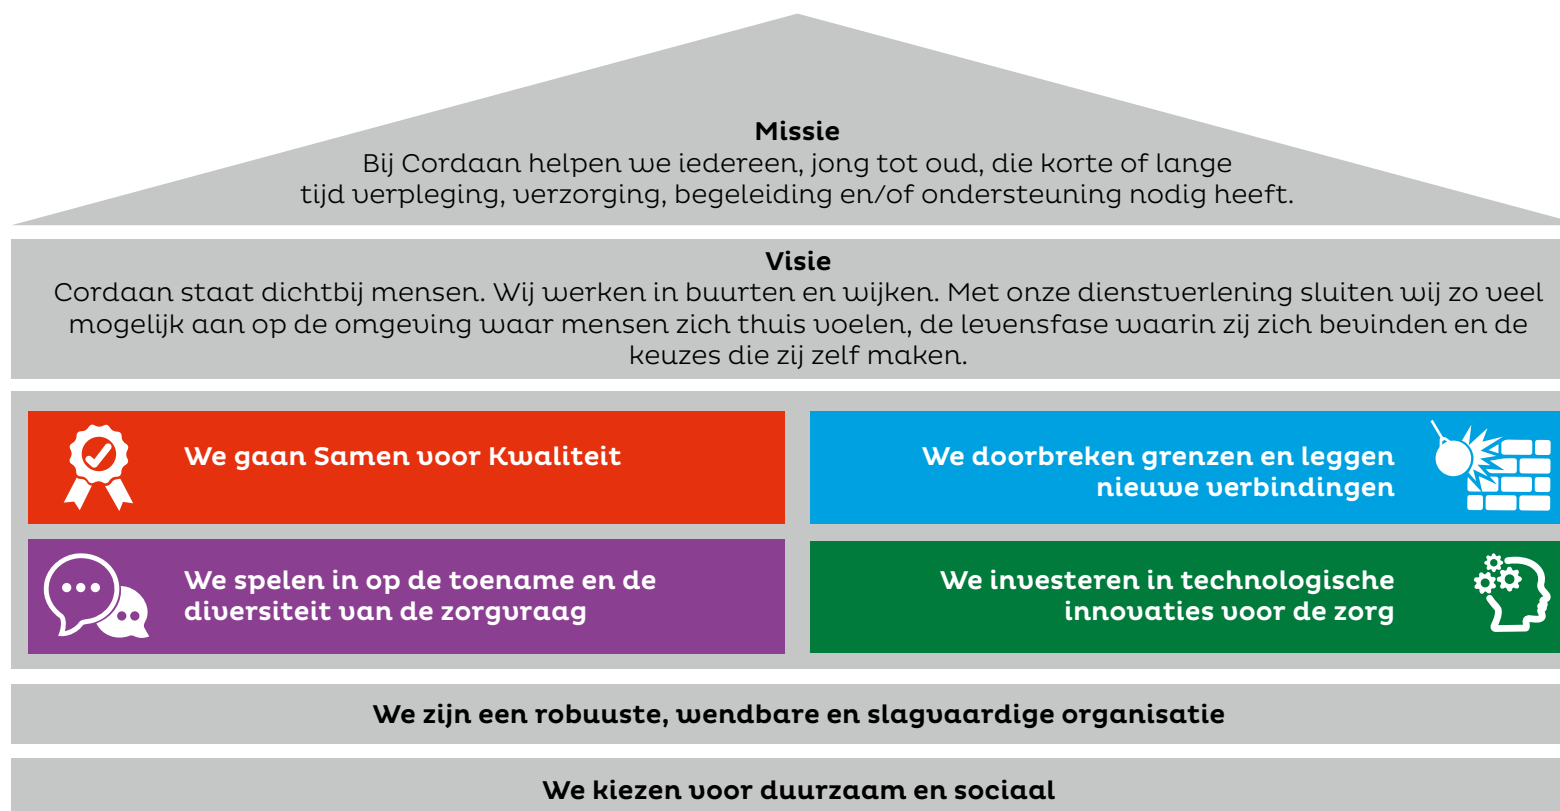 Missie
Bij Cordaan helpen we iedereen, jong tot oud, die korte of lange
tijd verpleging, verzorging, begeleiding en/of ondersteuning nodig heeft.
Visie
Cordaan staat dichtbij mensen. Wij werken in buurten en wijken. Met onze dienstverlening sluiten wij zo veel
mogelijk aan op de omgeving waar mensen zich thuis voelen, de levensfase waarin zij zich bevinden en de
keuzes die zij zelf maken.
We gaan Samen voor Kwaliteit
We doorbreken grenzen en leggen
nieuwe verbindingen
We spelen in op de toename en de
diversiteit van de zorgvraag
We investeren in technologische
innovaties voor de zorg
We zijn een robuuste, wendbare en slagvaardige organisatie
We kiezen voor duurzaam en sociaal